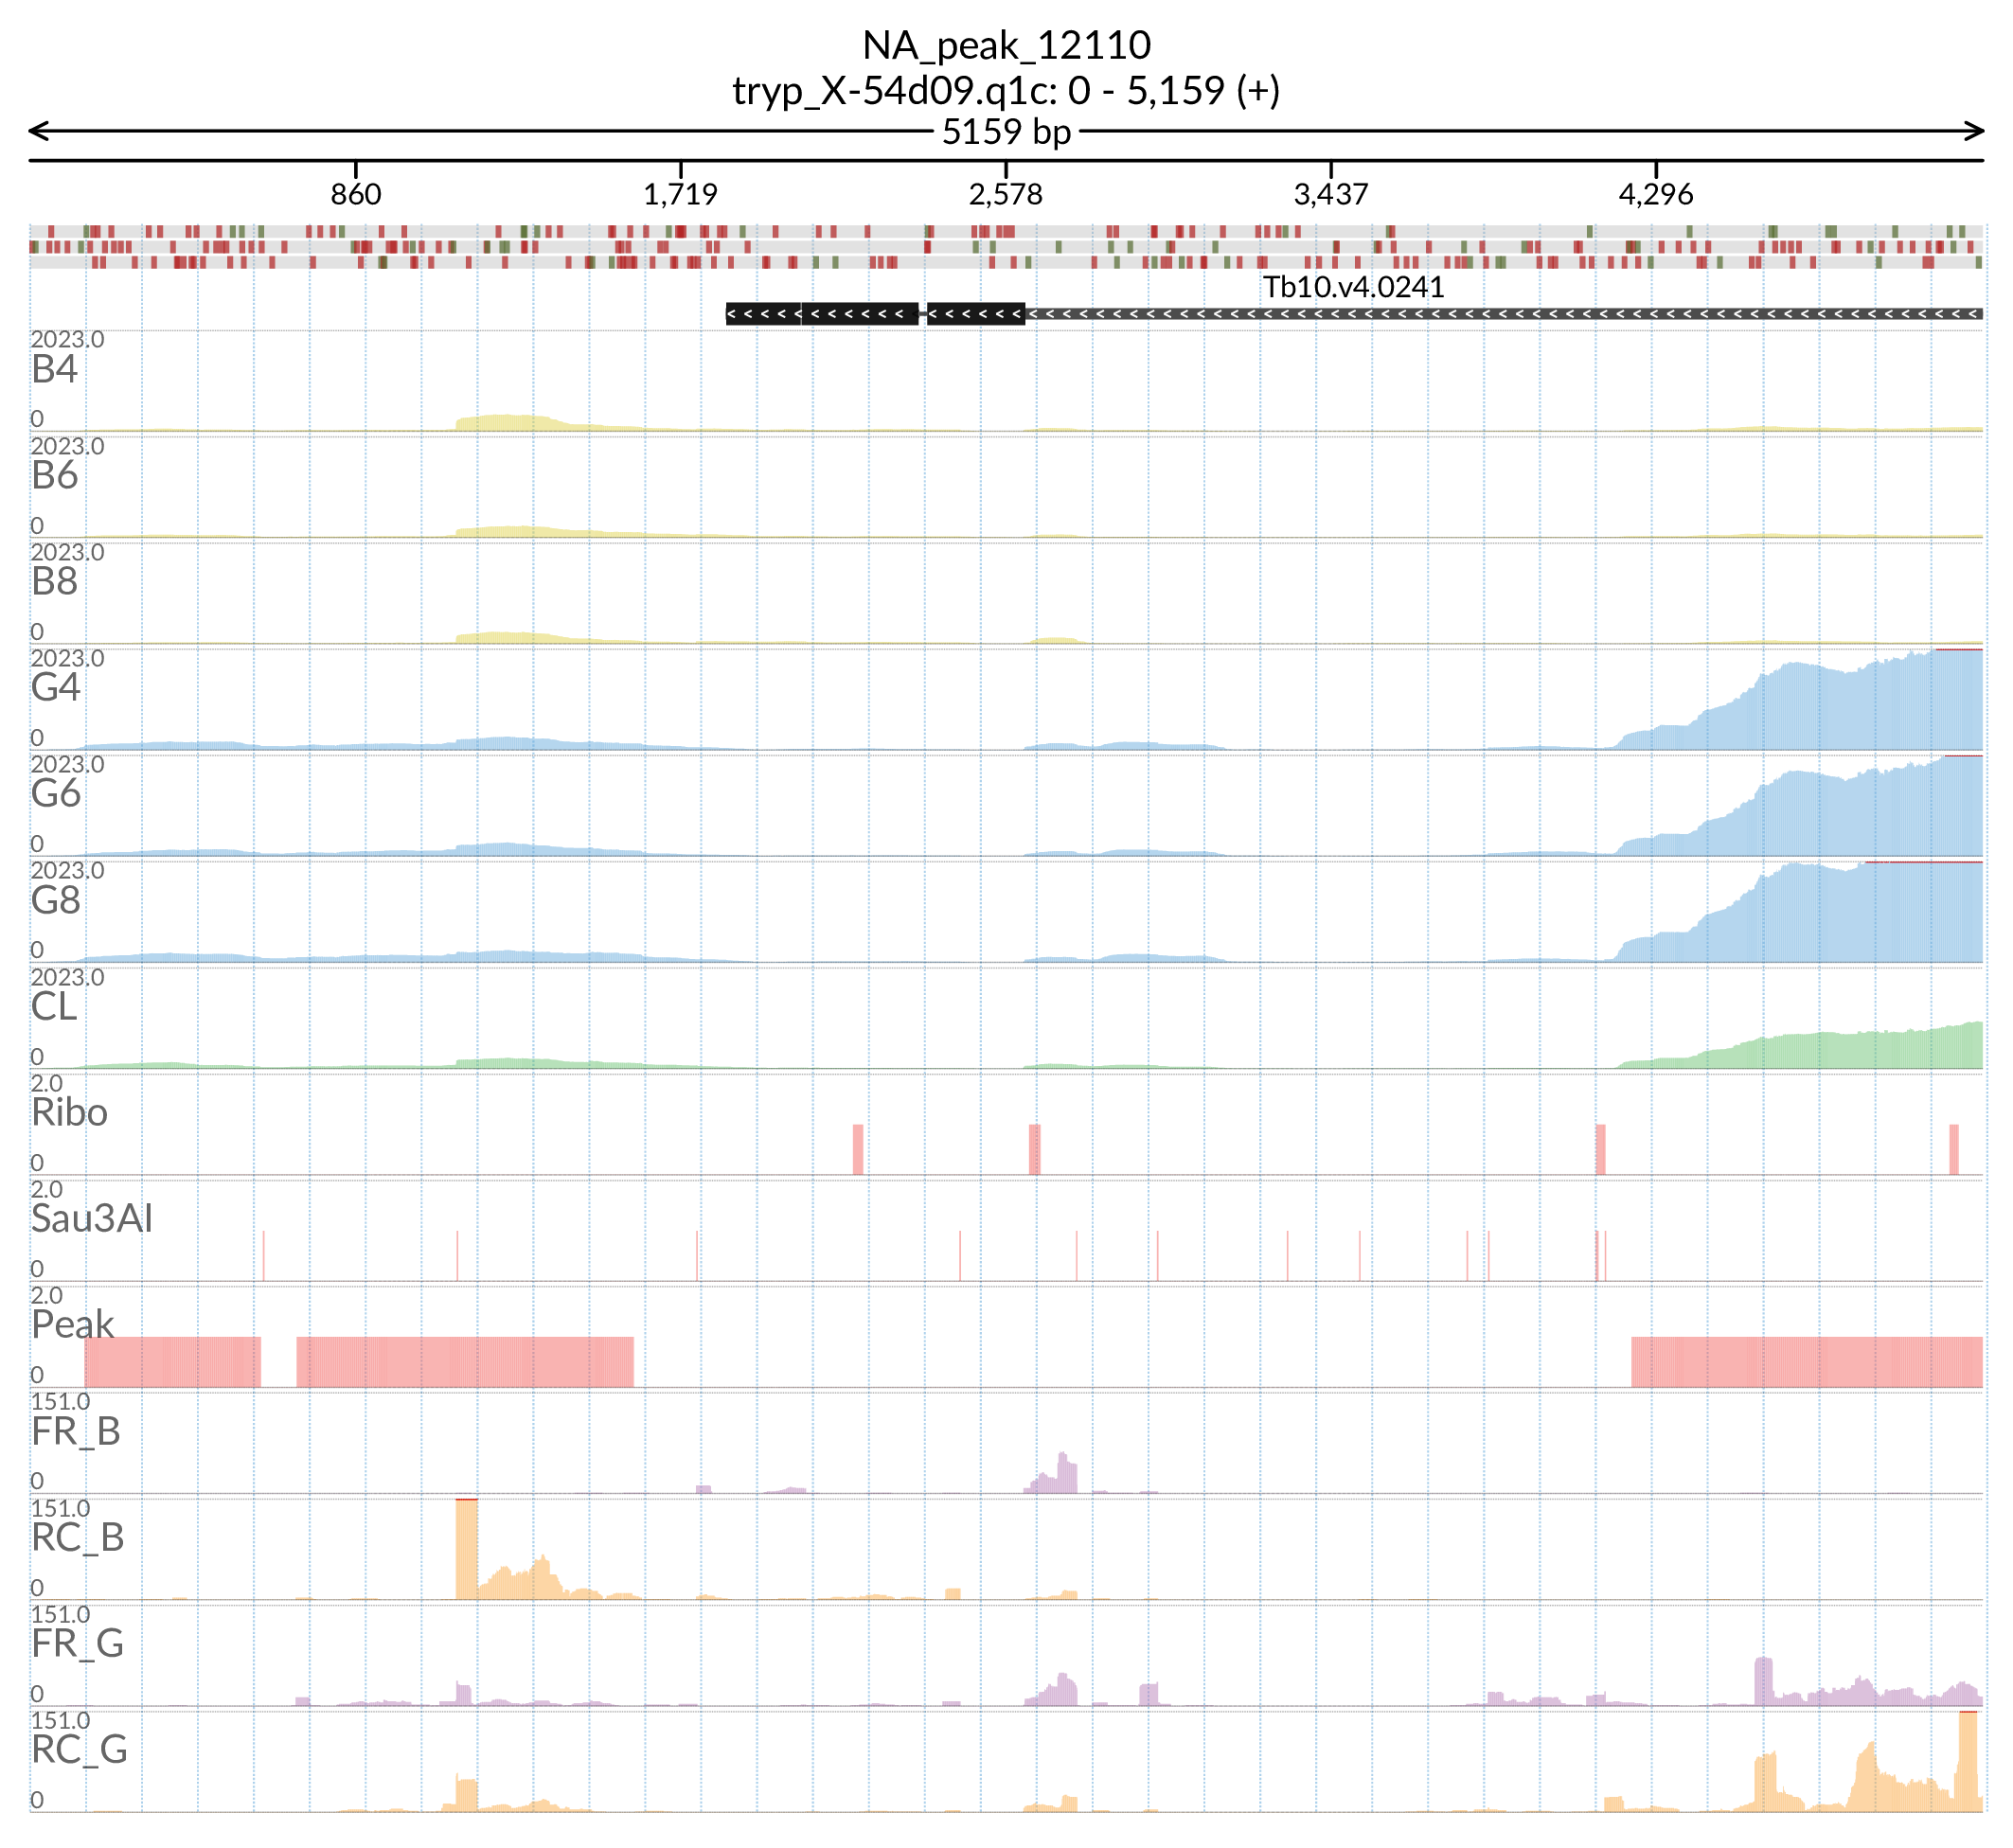 NA_peak_12110
tryp_X-54d09.q1c: 0 - 5,159 (+)
5159 bp
860 1,719 2,578 3,437 4,296
Tb10.v4.0241
2023.0
B4
0
2023.0
B6
0
2023.0
B8
0
2023.0
G4
0
2023.0
G6
0
2023.0
G8
0
2023.0
CL
0
2.0
Ribo
0
2.0
Sau3AI
0
2.0
Peak
0
151.0
FR_B
0
151.0
RC_B
0
151.0
FR_G
0
151.0
RC_G
0